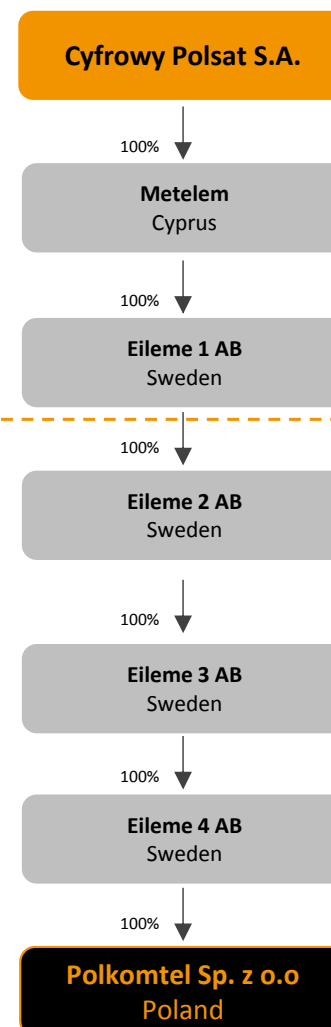 Cyfrowy Polsat S.A.
100%
Metelem
Cyprus
100%
Eileme 1 AB
Sweden
100%
Eileme 2 AB
Sweden
100%
Eileme 3 AB
Sweden
100%
Eileme 4 AB
Sweden
100%
Polkomtel Sp. z o.o
Poland